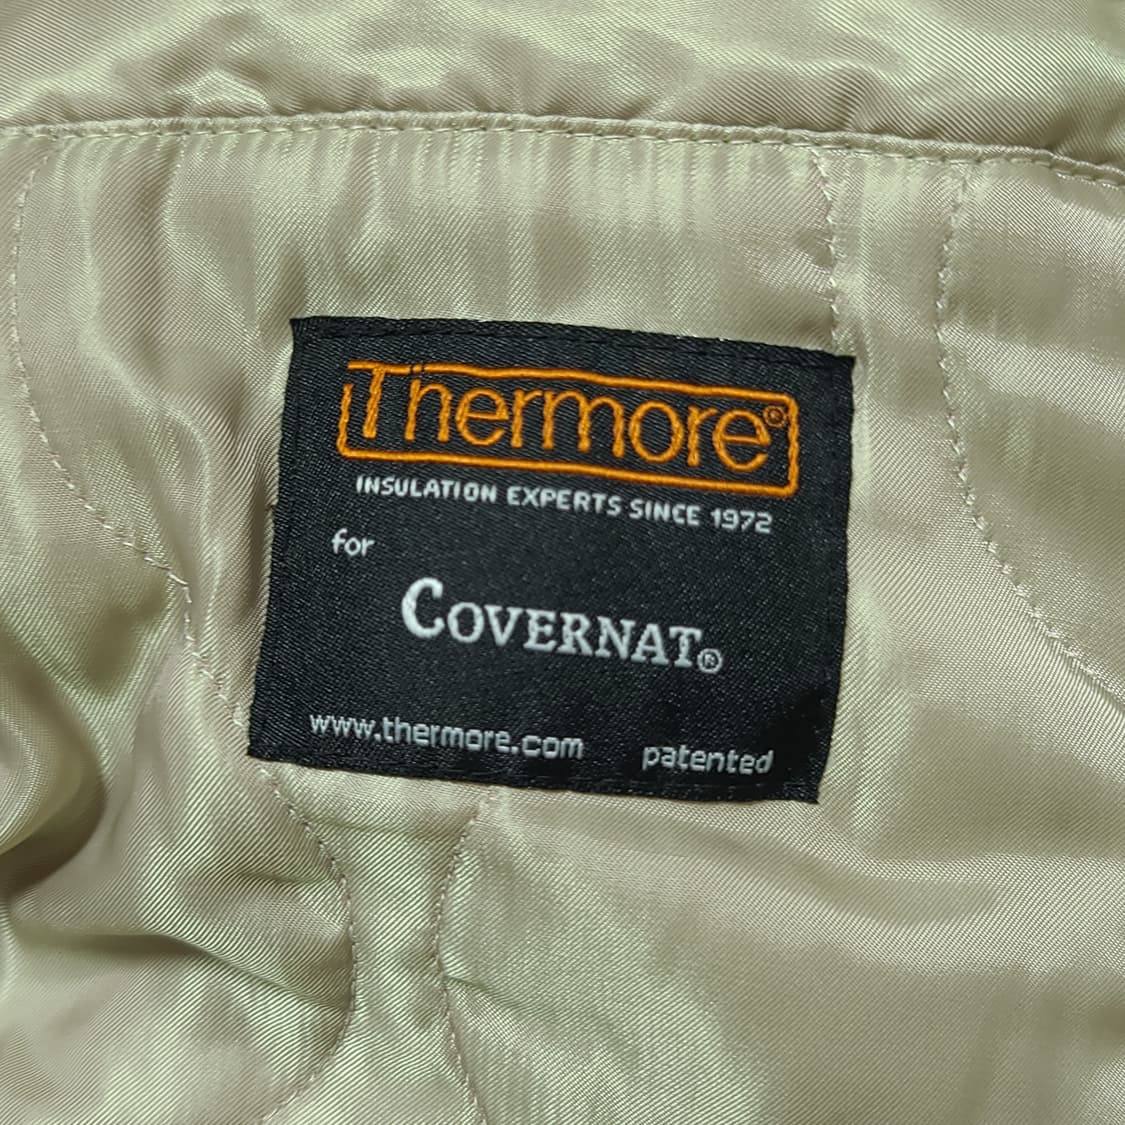 Thermore®
INSULATION EXPERTS SINCE 1972
for
COVERNAT®
www.thermore.com patented